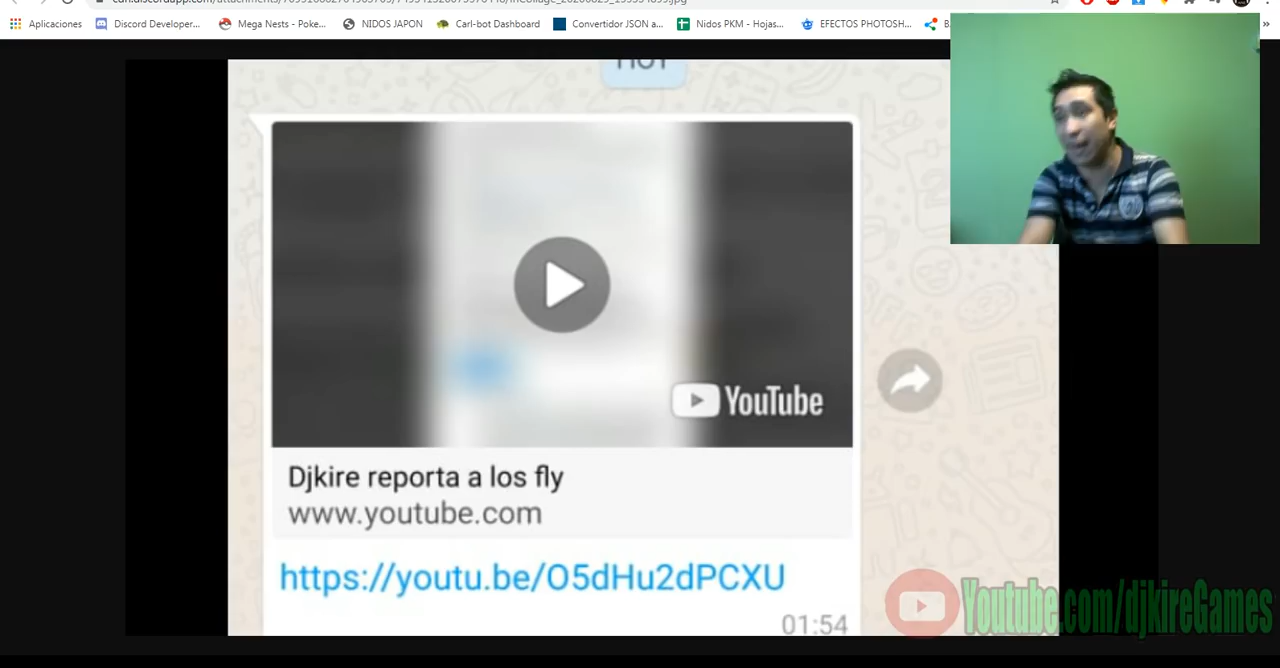 Aplicaciones Discord Developer... Mega Nests - Poke... NIDOS JAPON Carl-bot Dashboard Convertidor JSON a... Nidos PKM - Hojas... EFECTOS PHOTOSH... »
HOY
YouTube
Djkire reporta a los fly
www.youtube.com
https://youtu.be/O5dHu2dPCXU
01:54
Youtube.com/djkireGames